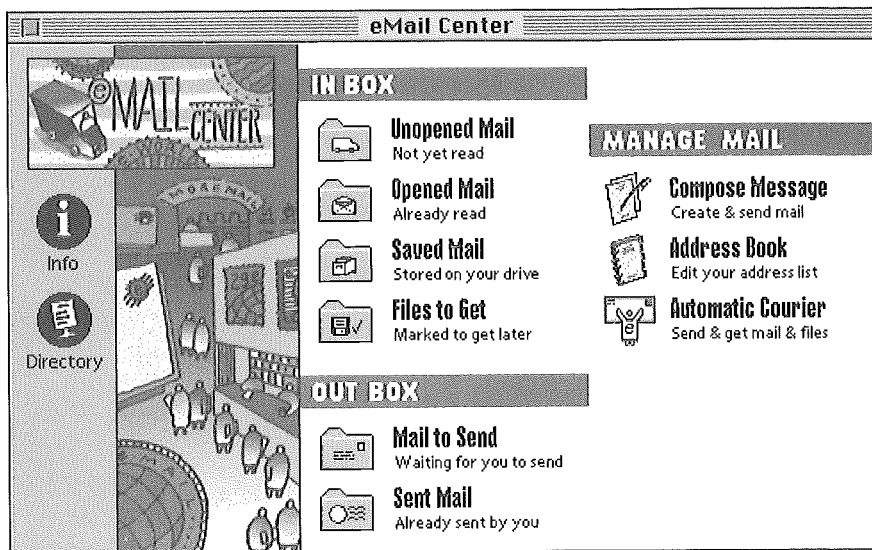 eMail Center
eMAIL
CENTER
Info
Directory
MORE MAIL
IN BOX
Unopened Mail
Not yet read
Opened Mail
Already read
Saved Mail
Stored on your drive
Files to Get
Marked to get later
OUT BOX
Mail to Send
Waiting for you to send
Sent Mail
Already sent by you
MANAGE MAIL
Compose Message
Create & send mail
Address Book
Edit your address list
Automatic Courier
Send & get mail & files